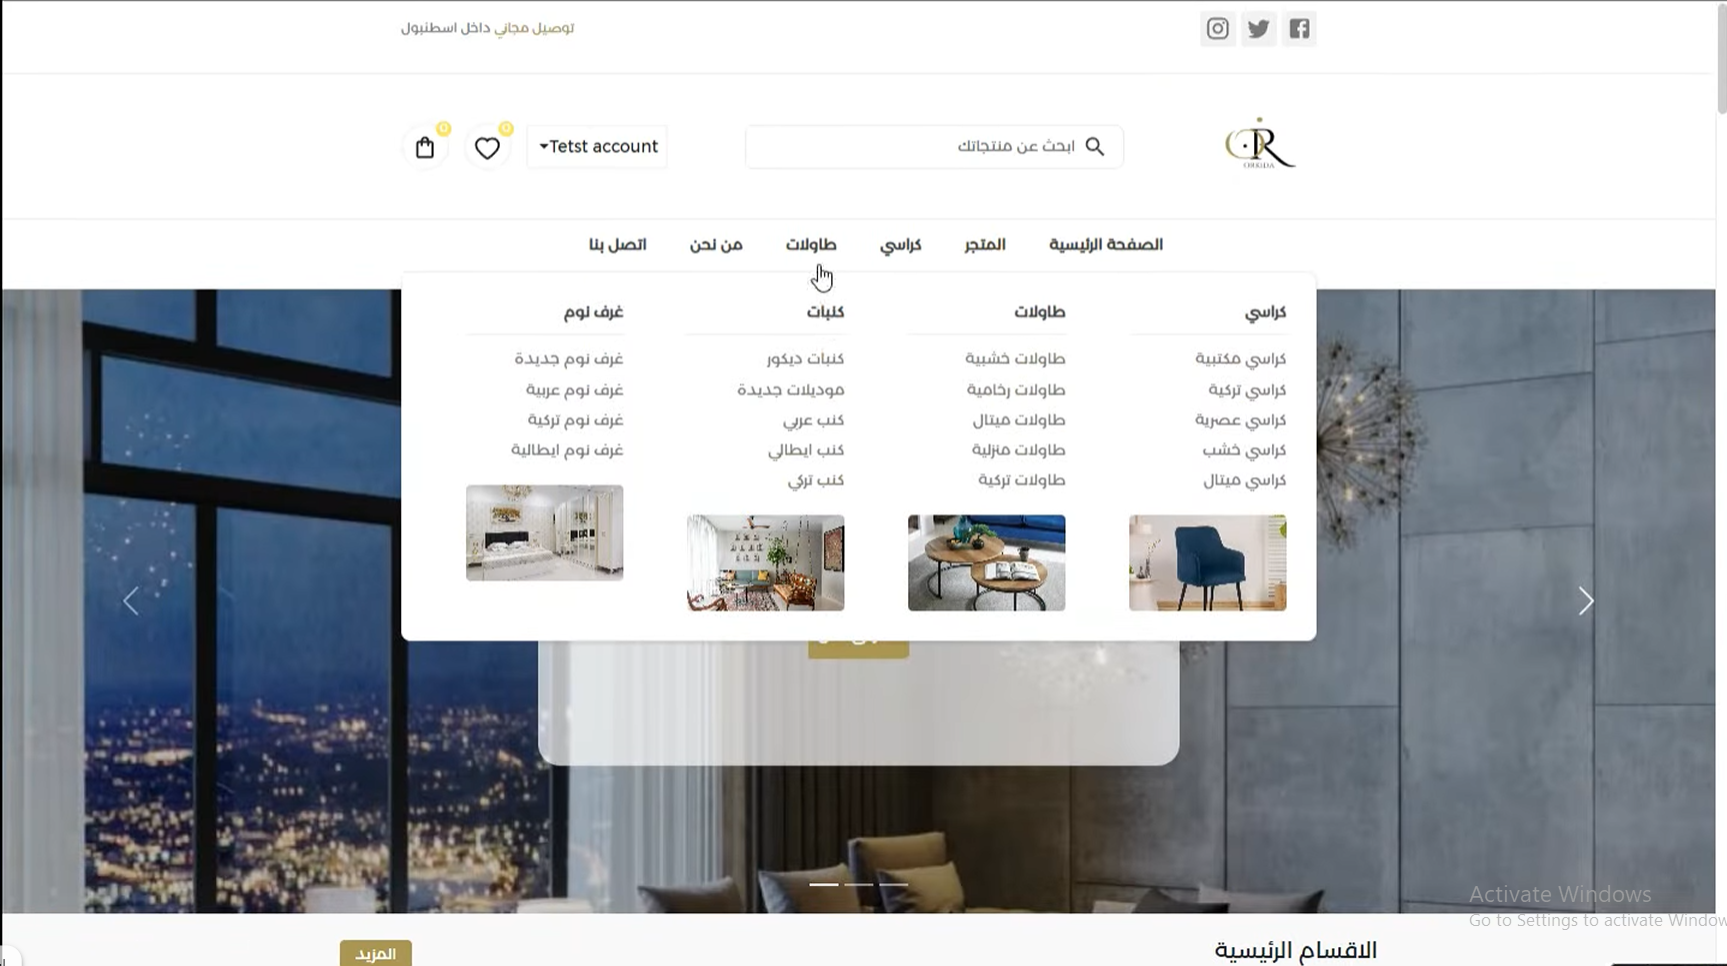 توصيل مجاني داخل اسطنبول
ORGIDA
ابحث عن منتجاتك
Tetst account
0
0
الصفحة الرئيسية
المتجر
كراسي
طاولات
من نحن
اتصل بنا
كراسي
كراسي مكتبية
كراسي تركية
كراسي عصرية
كراسي خشب
كراسي ميتال
طاولات
طاولات خشبية
طاولات رخامية
طاولات ميتال
طاولات منزلية
طاولات تركية
كنبات
كنبات ديكور
موديلات جديدة
كنب عربي
كنب ايطالي
كنب تركي
غرف نوم
غرف نوم جديدة
غرف نوم عربية
غرف نوم تركية
غرف نوم ايطالية
الاقسام الرئيسية
المزيد
Activate Windows
Go to Settings to activate Window